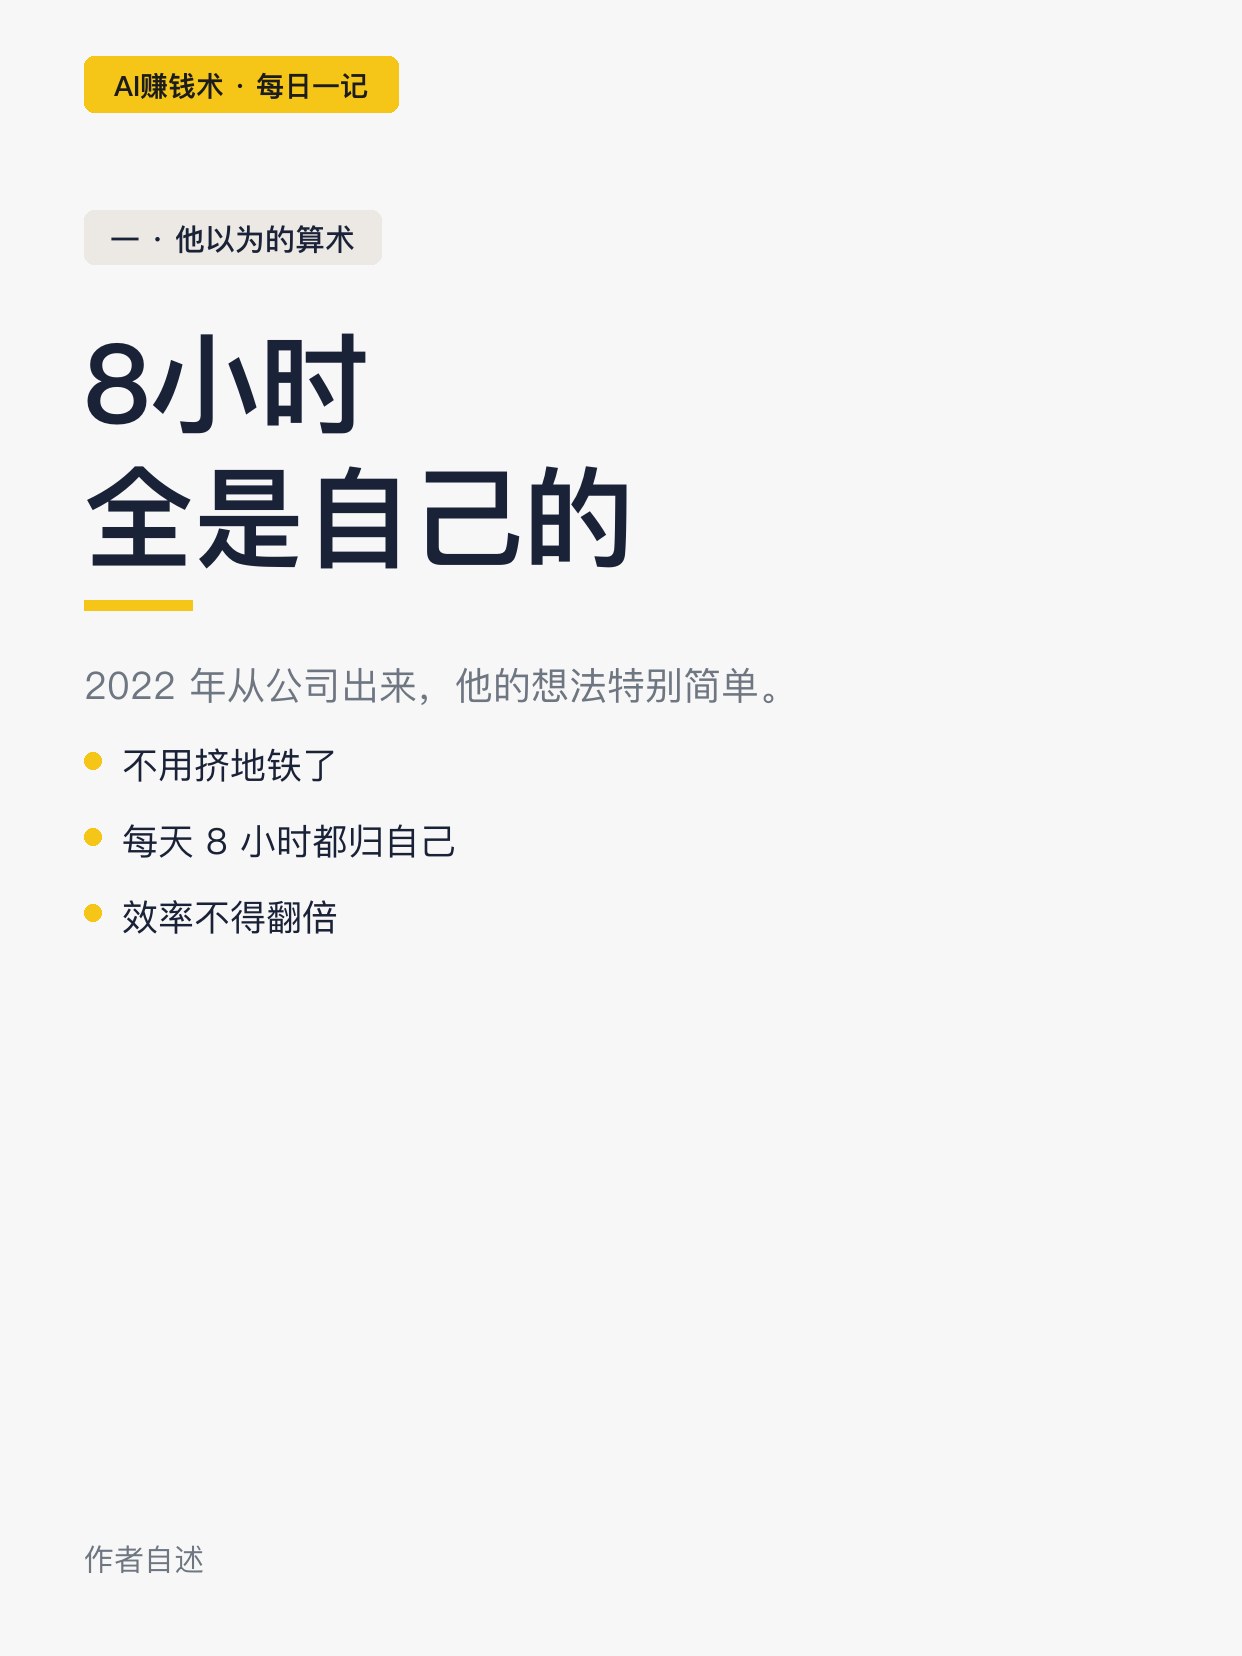 AI赚钱术 · 每日一记
一 · 他以为的算术
8小时
全是自己的
2022 年从公司出来，他的想法特别简单。
不用挤地铁了
每天 8 小时都归自己
效率不得翻倍
作者自述